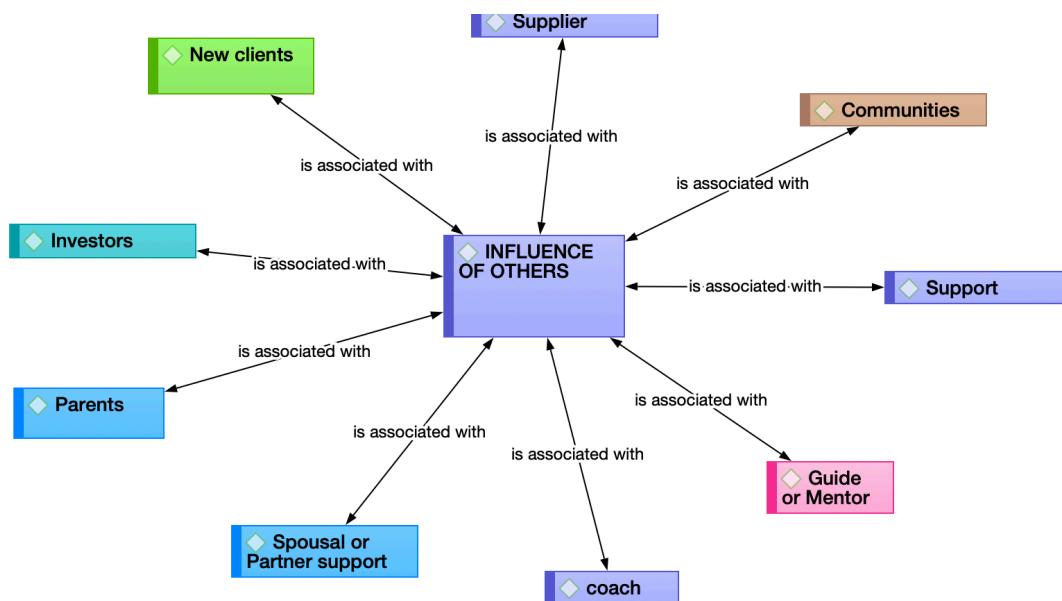 Supplier
New clients
Communities
is associated with
is associated with
is associated with
Investors
INFLUENCE
OF OTHERS
is associated with
Support
is associated with
is associated with
Parents
is associated with
is associated with
is associated with
Guide
or Mentor
Spousal or
Partner support
coach